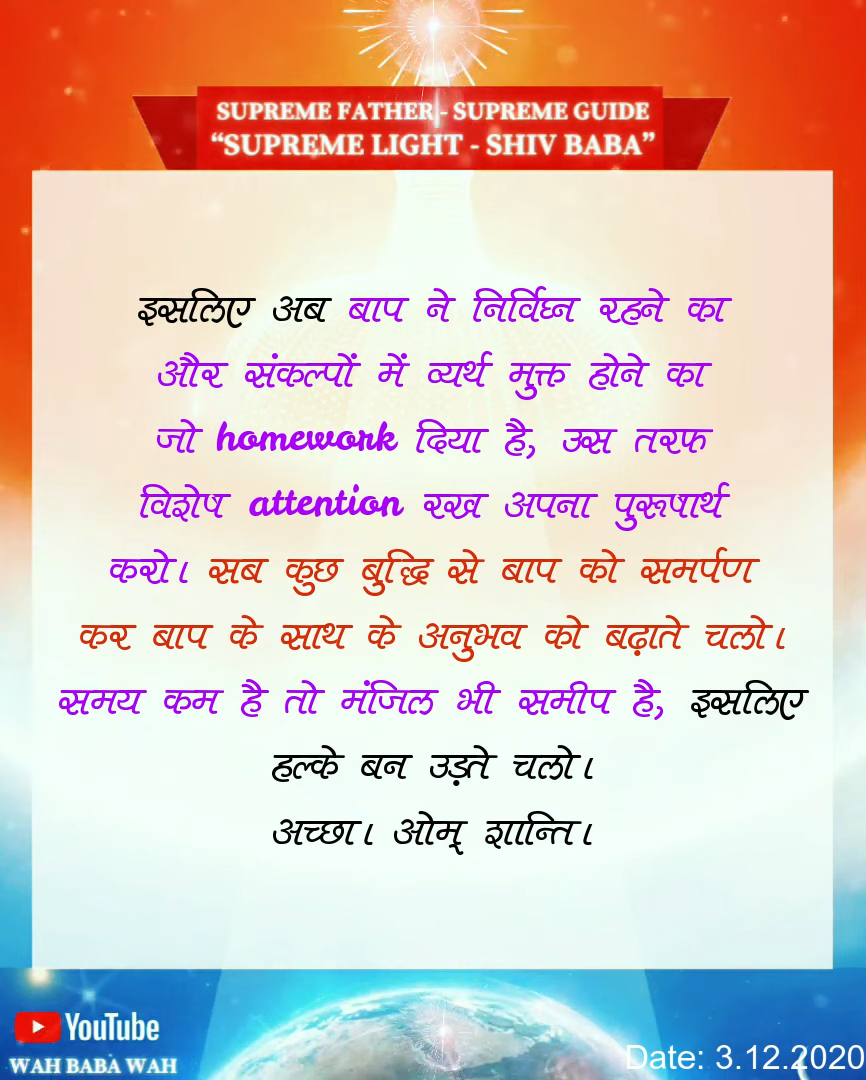 SUPREME FATHER - SUPREME GUIDE
“SUPREME LIGHT - SHIV BABA”
इसलिए अब बाप ने निर्विघ्न रहने का
और संकल्पों में व्यर्थ मुक्त होने का
जो homework दिया है, उस तरफ
विशेष attention रख अपना पुरूषार्थ
करो। सब कुछ बुद्धि से बाप को समर्पण
कर बाप के साथ के अनुभव को बढ़ाते चलो।
समय कम है तो मंजिल भी समीप है, इसलिए
हल्के बन उड़ते चलो।
अच्छा। ओम् शान्ति।
YouTube
WAH BABA WAH
Date: 3.12.2020